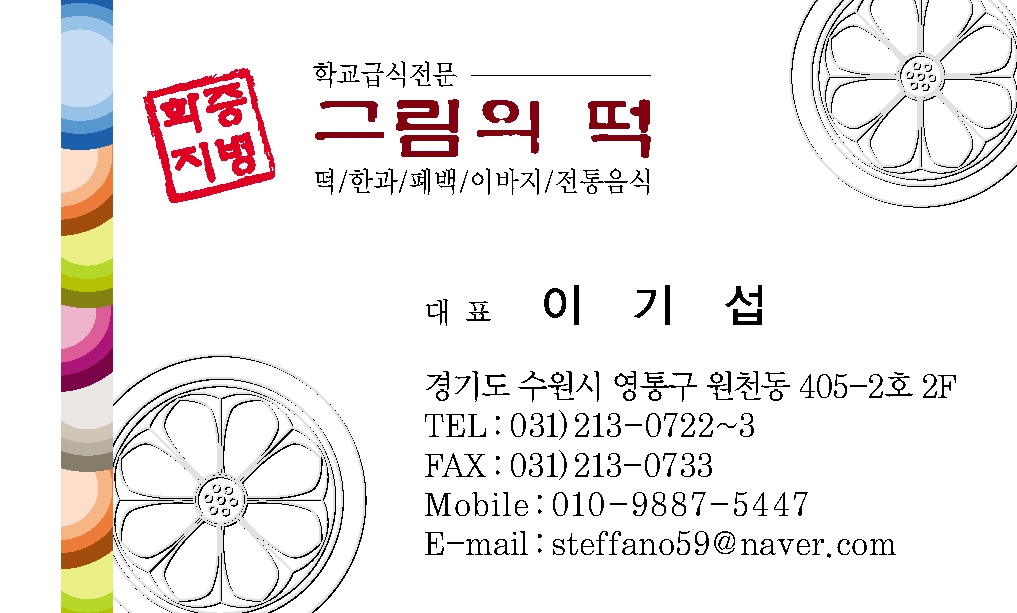 학교급식전문
화중
지병
그림의 떡
떡/한과/폐백/이바지/전통음식
대 표 이 기 섭
경기도 수원시 영통구 원천동 405-2호 2F
TEL : 031) 213-0722~3
FAX : 031) 213-0733
Mobile : 010-9887-5447
E-mail : steffano59@naver.com